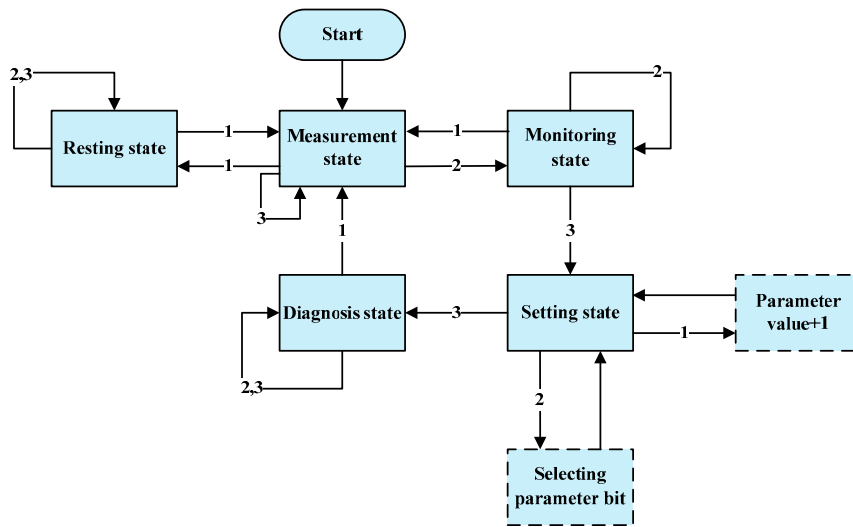 Start
2,3
2
Resting state
1
1
Measurement
state
1
2
Monitoring
state
3
1
3
Diagnosis state
3
Setting state
1
Parameter
value+1
2,3
2
Selecting
parameter bit